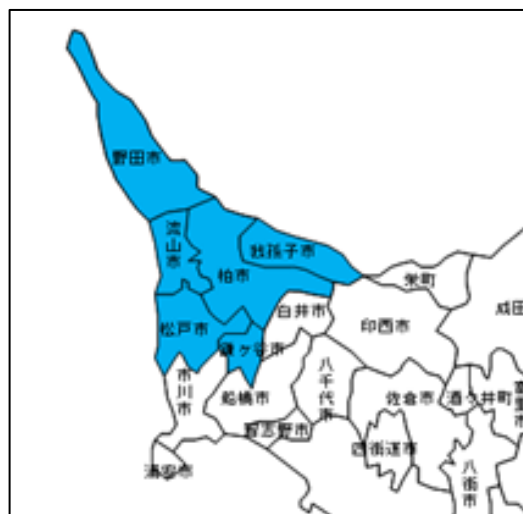 野田市
流山市
我孫子市
柏市
栄町
成田
白井市
印西市
松戸市
鎌ヶ谷市
市川市
船橋市
八千代市
佐倉市
酒々井町
富里市
習志野市
四街道市
浦安市
八街市